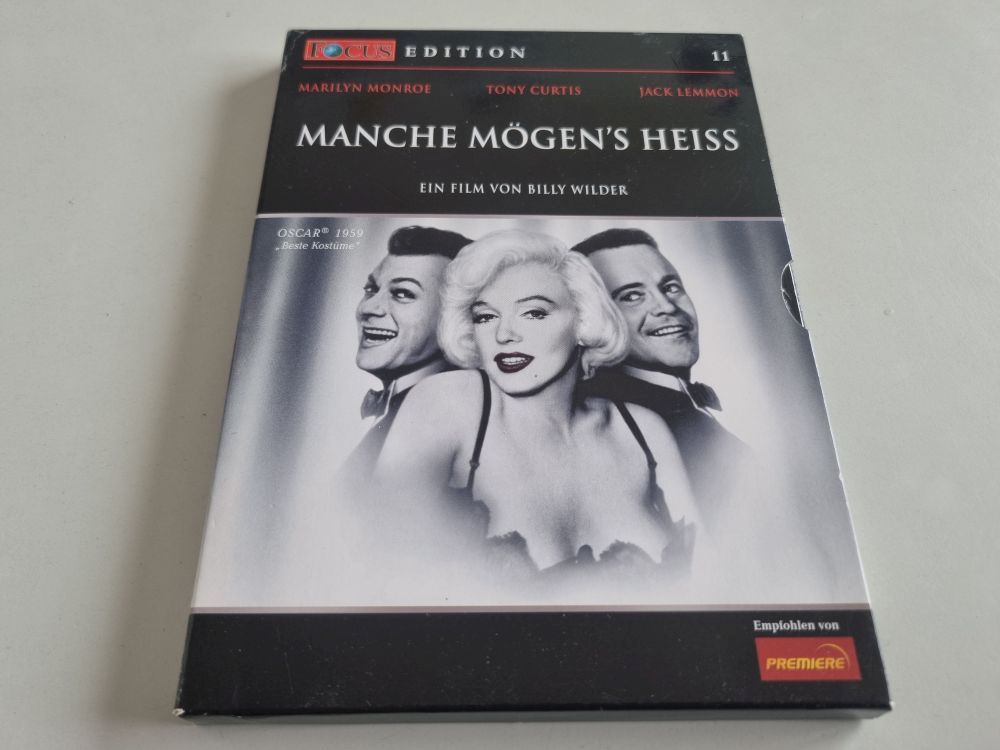 FOCUS EDITION 11
MARILYN MONROE TONY CURTIS JACK LEMMON
MANCHE MÖGEN'S HEISS
EIN FILM VON BILLY WILDER
OSCAR® 1959
„Beste Kostüme"
Empfohlen von
PREMIERE